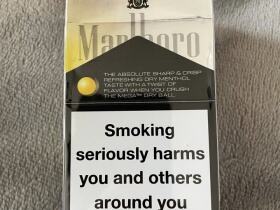 Marlboro
THE ABSOLUTE SHARP & CRISP
REFRESHING DRY MENTHOL
TASTE WITH A TWIST OF
FLAVOR WHEN YOU CRUSH
THE MEGA™ DRY BALL.
Smoking
seriously harms
you and others
around you